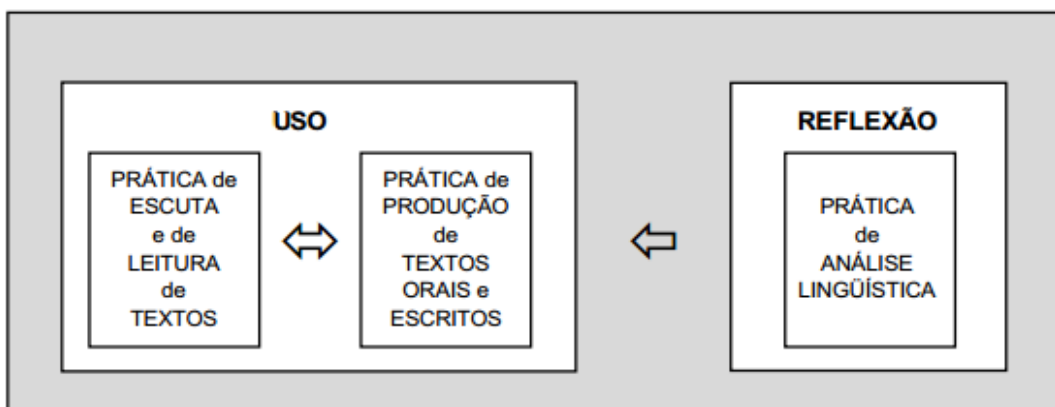 USO
PRÁTICA de
ESCUTA
e de
LEITURA
de
TEXTOS
PRÁTICA de
PRODUÇÃO
de
TEXTOS
ORAIS e
ESCRITOS
REFLEXÃO
PRÁTICA
de
ANÁLISE
LINGÜÍSTICA